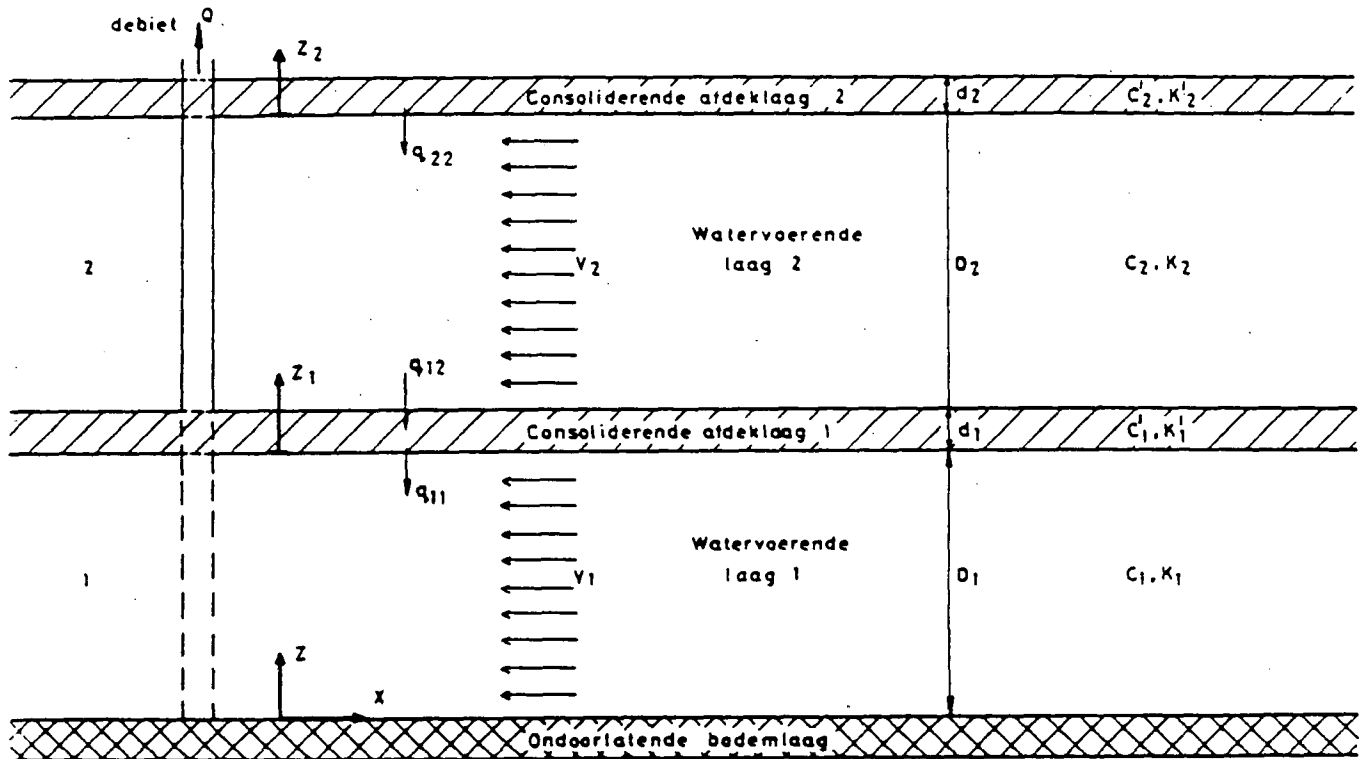 debiet Q
Z2
Consoliderende afdeklaag 2 d2 C'2, K'2
q22
2 V2 Watervoerende laag 2 D2 C2, K2
Z1 q12
Consoliderende afdeklaag 1 d1 C'1, K'1
q11
1 V1 Watervoerende laag 1 D1 C1, K1
Z
X
Ondoorlatende bodemlaag